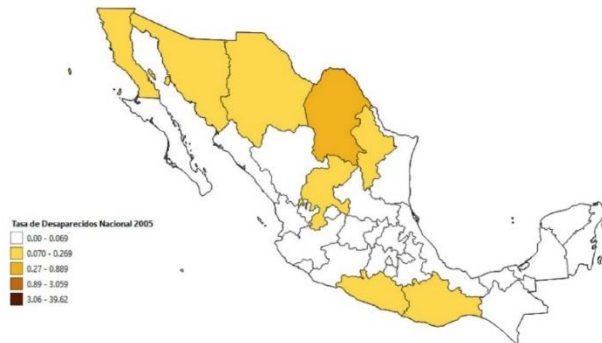 Tasa de Desaparecidos Nacional 2005
0.00 - 0.069
0.070 - 0.269
0.27 - 0.889
0.89 - 3.059
3.06 - 39.62